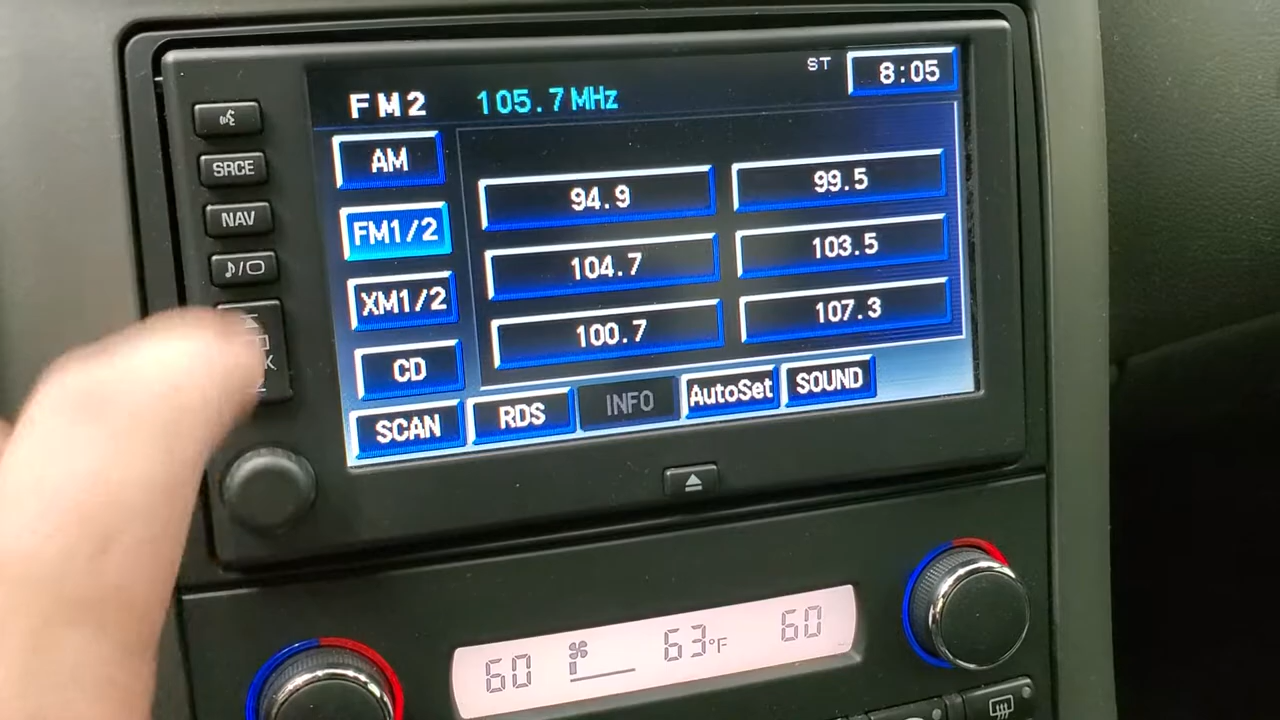 FM2 105.7 MHz ST 8:05
SRCE
NAV
AM
FM1/2
XM1/2
CD
94.9 99.5
104.7 103.5
100.7 107.3
SCAN RDS INFO AutoSet SOUND
60 63°F 60